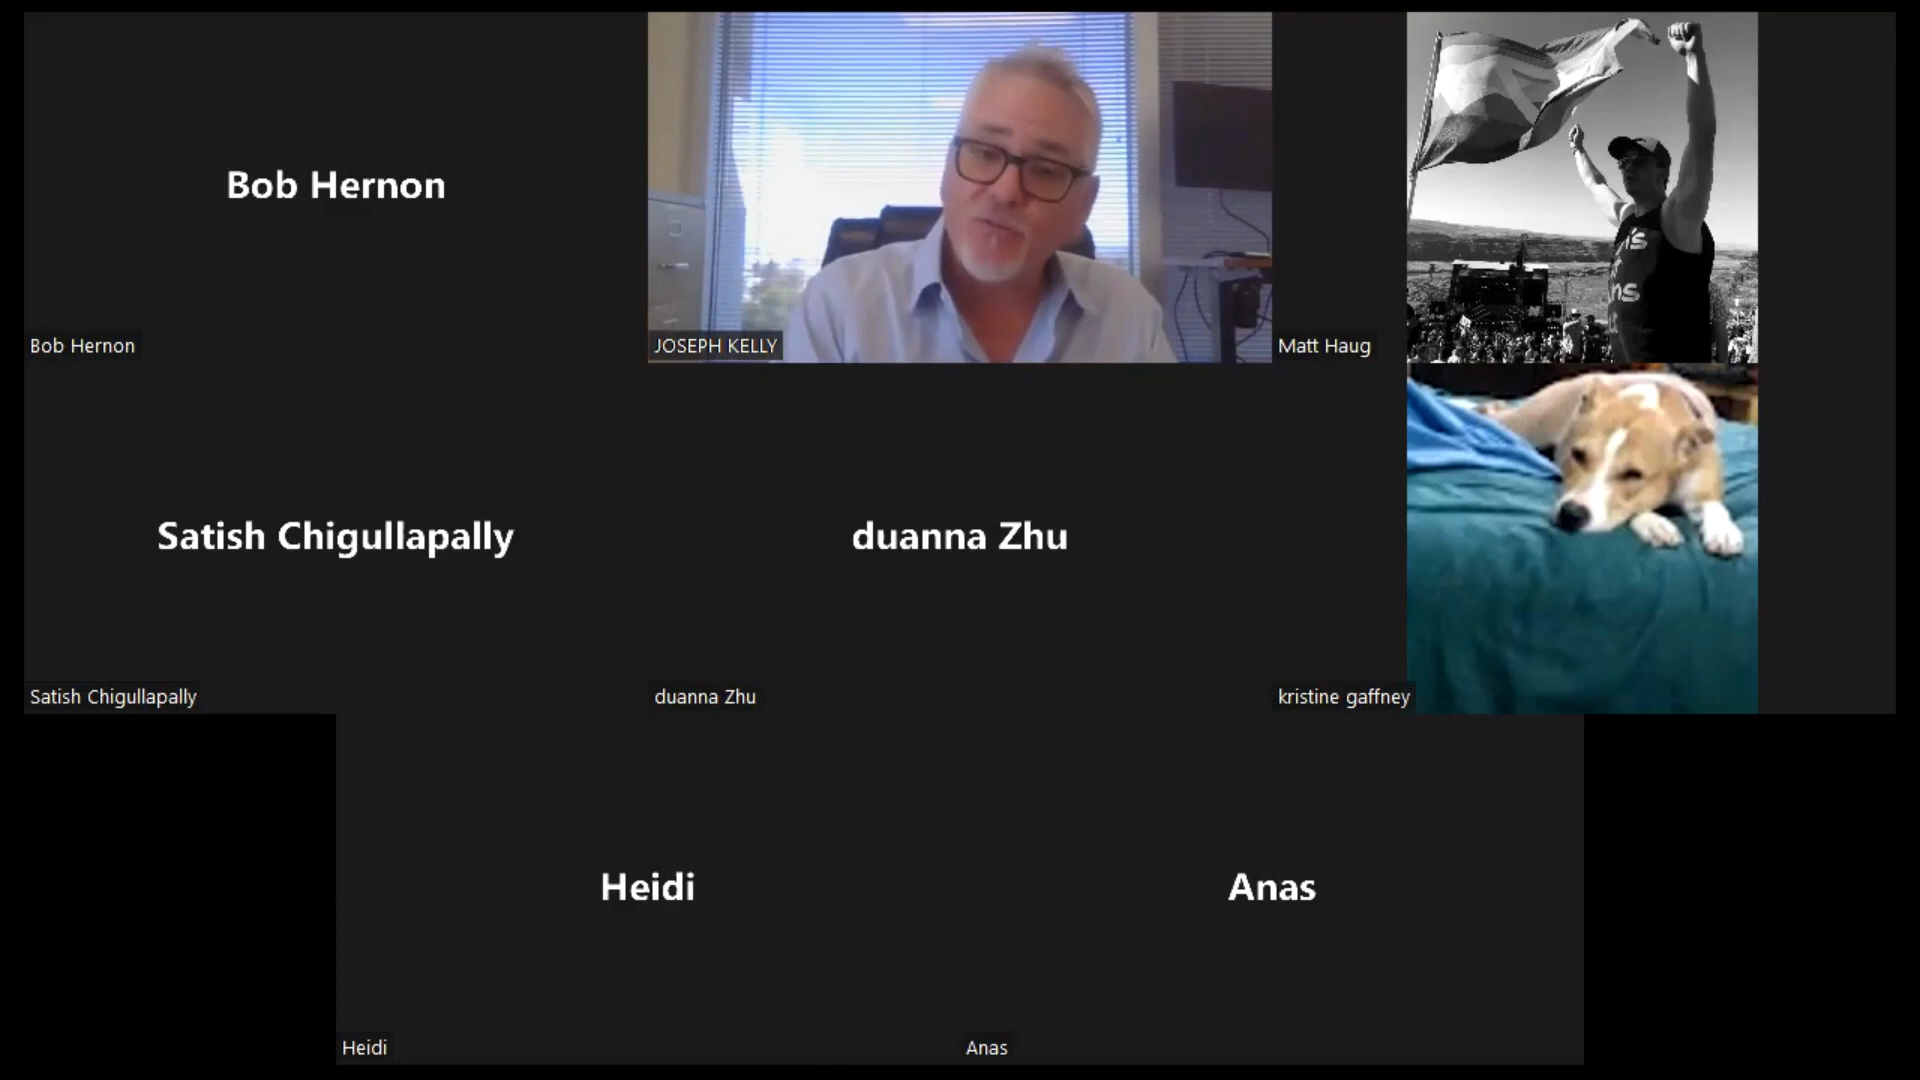 Bob Hernon
Bob Hernon
JOSEPH KELLY
Matt Haug
Satish Chigullapally
Satish Chigullapally
duanna Zhu
duanna Zhu
kristine gaffney
Heidi
Heidi
Anas
Anas